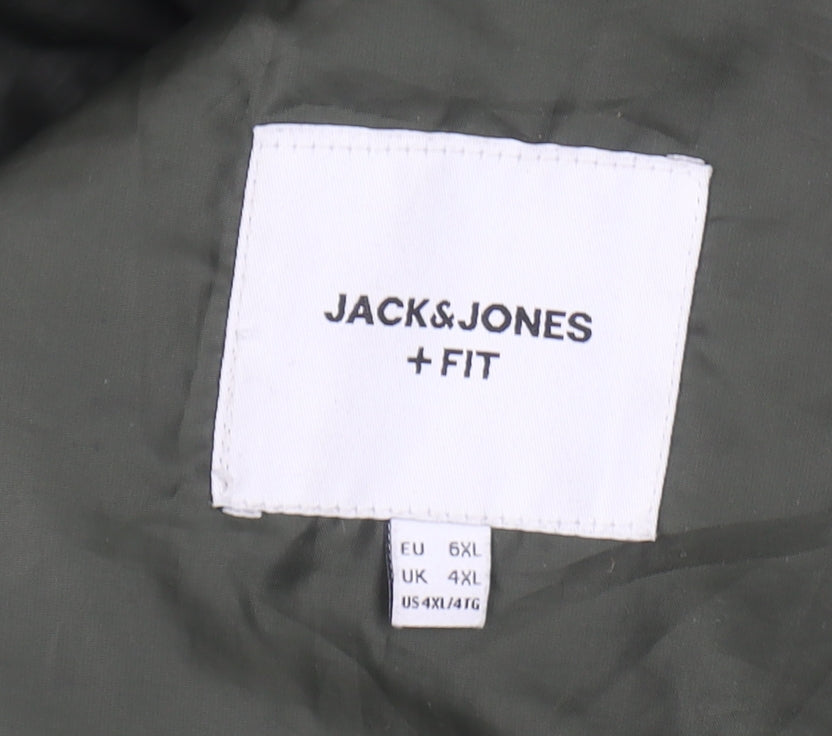 JACK&JONES
+ FIT
EU 6XL
UK 4XL
US 4XL/4TG